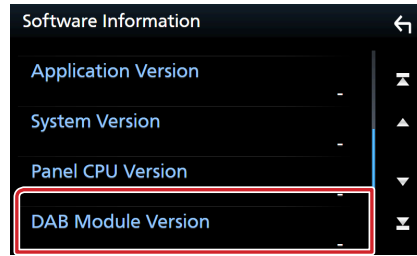 Software Information
Application Version
-
System Version
-
Panel CPU Version
-
DAB Module Version
-